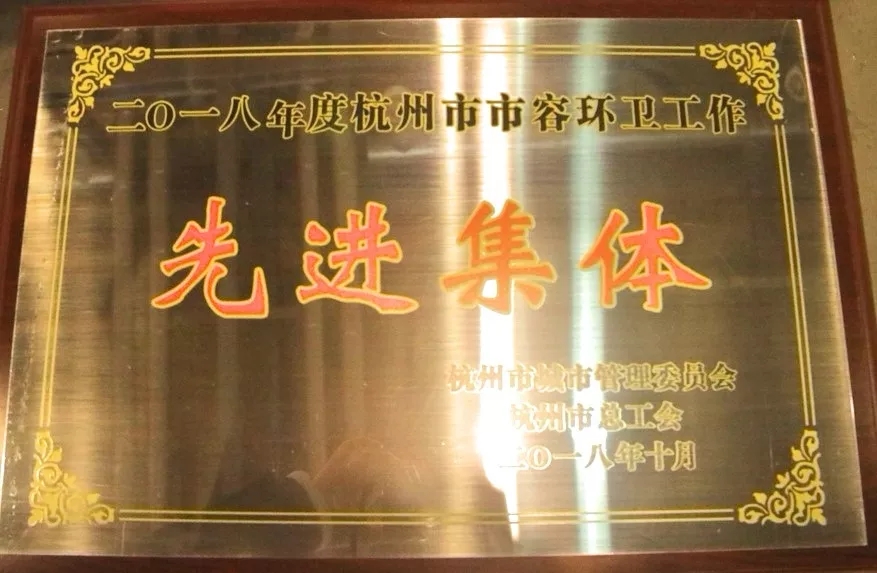 二〇一八年度杭州市市容环卫工作
先进集体
杭州市城市管理委员会
杭州市总工会
二〇一八年十月